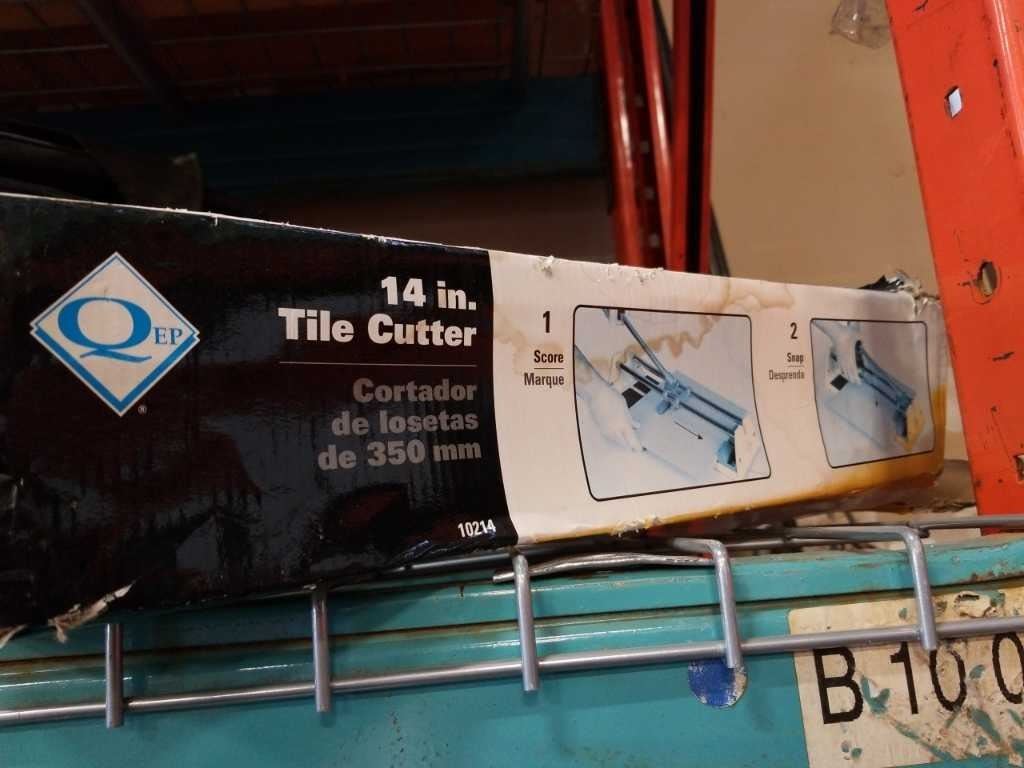 QEP
®
14 in.
Tile Cutter
Cortador
de losetas
de 350 mm
10214
1
Score
Marque
2
Snap
Desprenda
B 10 0